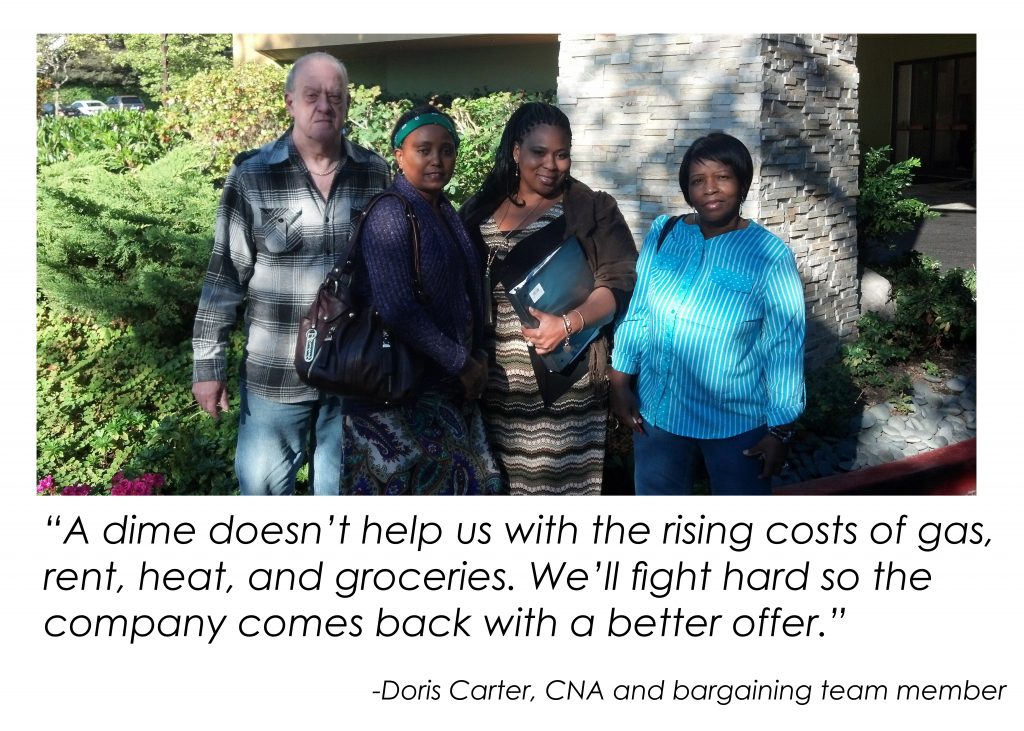 “A dime doesn’t help us with the rising costs of gas,
rent, heat, and groceries. We’ll fight hard so the
company comes back with a better offer.”
-Doris Carter, CNA and bargaining team member